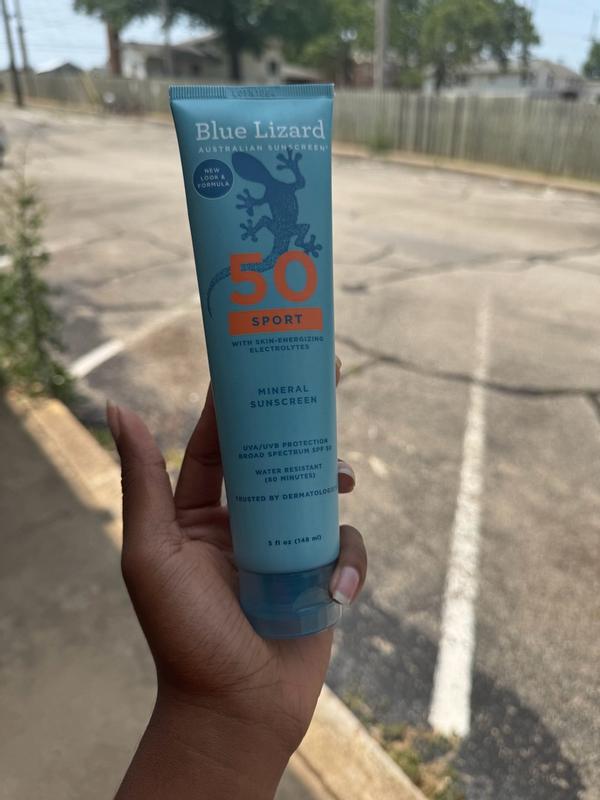 Blue Lizard
AUSTRALIAN SUNSCREEN®
NEW
LOOK &
FORMULA
50
SPORT
WITH SKIN-ENERGIZING
ELECTROLYTES
MINERAL
SUNSCREEN
UVA/UVB PROTECTION
BROAD SPECTRUM SPF 50
WATER RESISTANT
(80 MINUTES)
TRUSTED BY DERMATOLOGISTS
5 fl oz (148 ml)